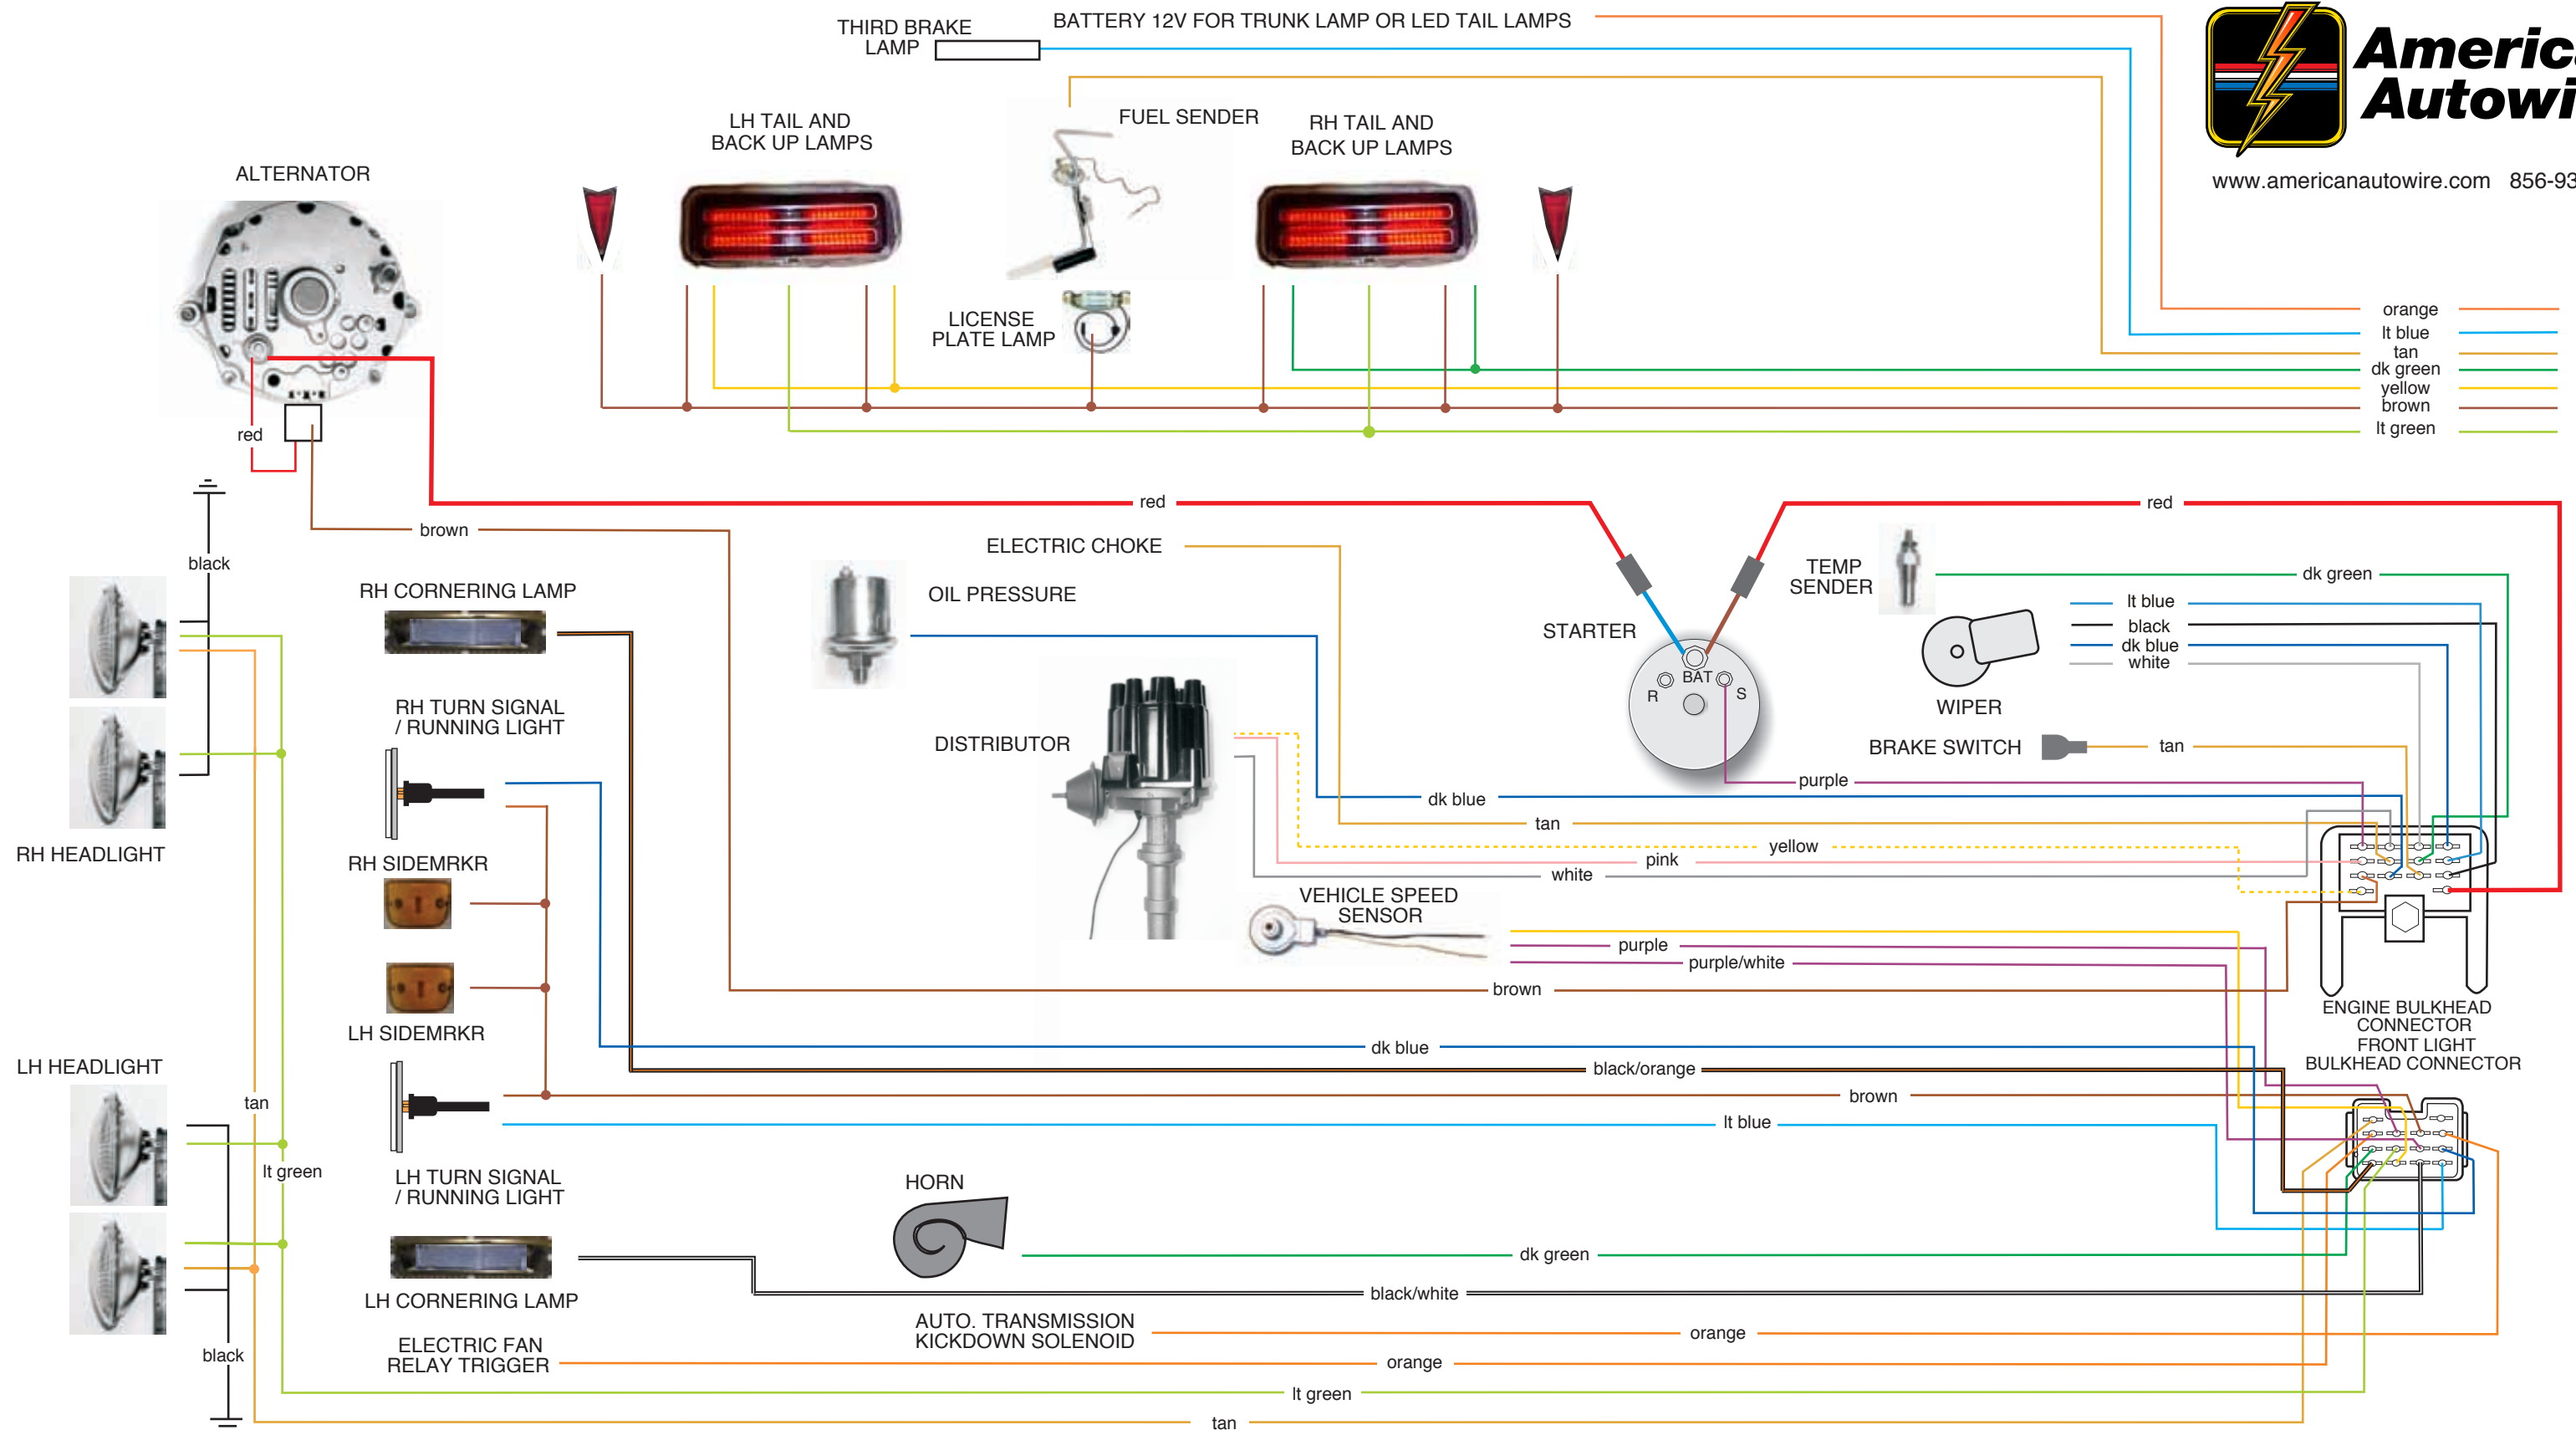 THIRD BRAKE
LAMP
BATTERY 12V FOR TRUNK LAMP OR LED TAIL LAMPS
www.americanautowire.com 856-93
LH TAIL AND
BACK UP LAMPS
FUEL SENDER
RH TAIL AND
BACK UP LAMPS
ALTERNATOR
LICENSE
PLATE LAMP
orange
lt blue
tan
dk green
yellow
brown
lt green
red
red
red
brown
black
ELECTRIC CHOKE
OIL PRESSURE
TEMP
SENDER
dk green
lt blue
black
dk blue
white
RH CORNERING LAMP
STARTER
BAT
R
S
WIPER
RH TURN SIGNAL
/ RUNNING LIGHT
DISTRIBUTOR
BRAKE SWITCH
tan
purple
dk blue
tan
yellow
pink
white
RH HEADLIGHT
RH SIDEMRKR
VEHICLE SPEED
SENSOR
purple
purple/white
brown
LH SIDEMRKR
ENGINE BULKHEAD
CONNECTOR
FRONT LIGHT
BULKHEAD CONNECTOR
dk blue
black/orange
brown
lt blue
LH HEADLIGHT
tan
lt green
LH TURN SIGNAL
/ RUNNING LIGHT
HORN
dk green
LH CORNERING LAMP
black/white
AUTO. TRANSMISSION
KICKDOWN SOLENOID
orange
ELECTRIC FAN
RELAY TRIGGER
orange
black
lt green
tan
Americ
Autowi